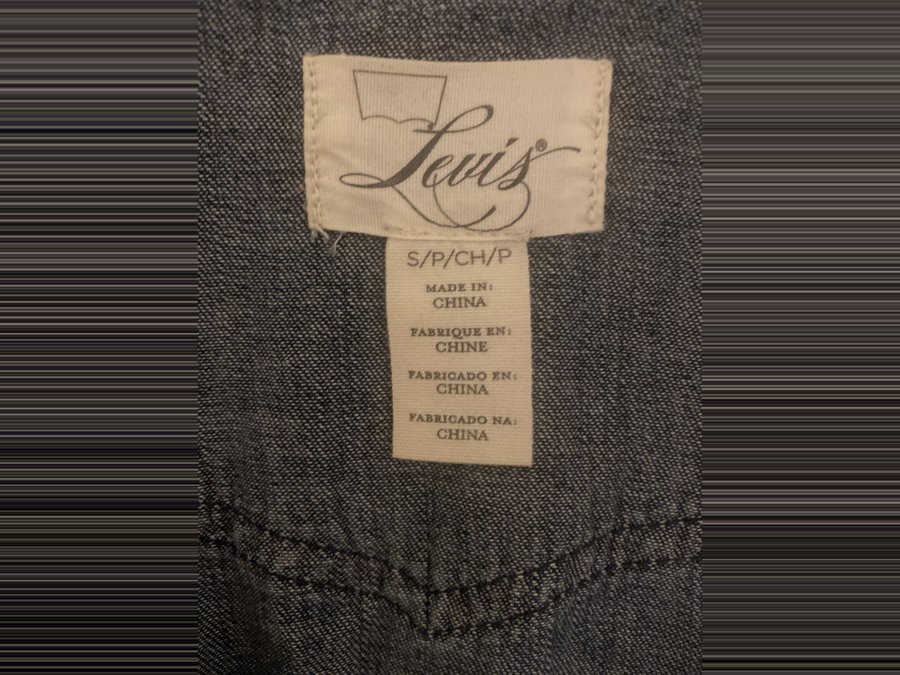 Levi's®
S/P/CH/P
MADE IN:
CHINA
FABRIQUE EN:
CHINE
FABRICADO EN:
CHINA
FABRICADO NA:
CHINA